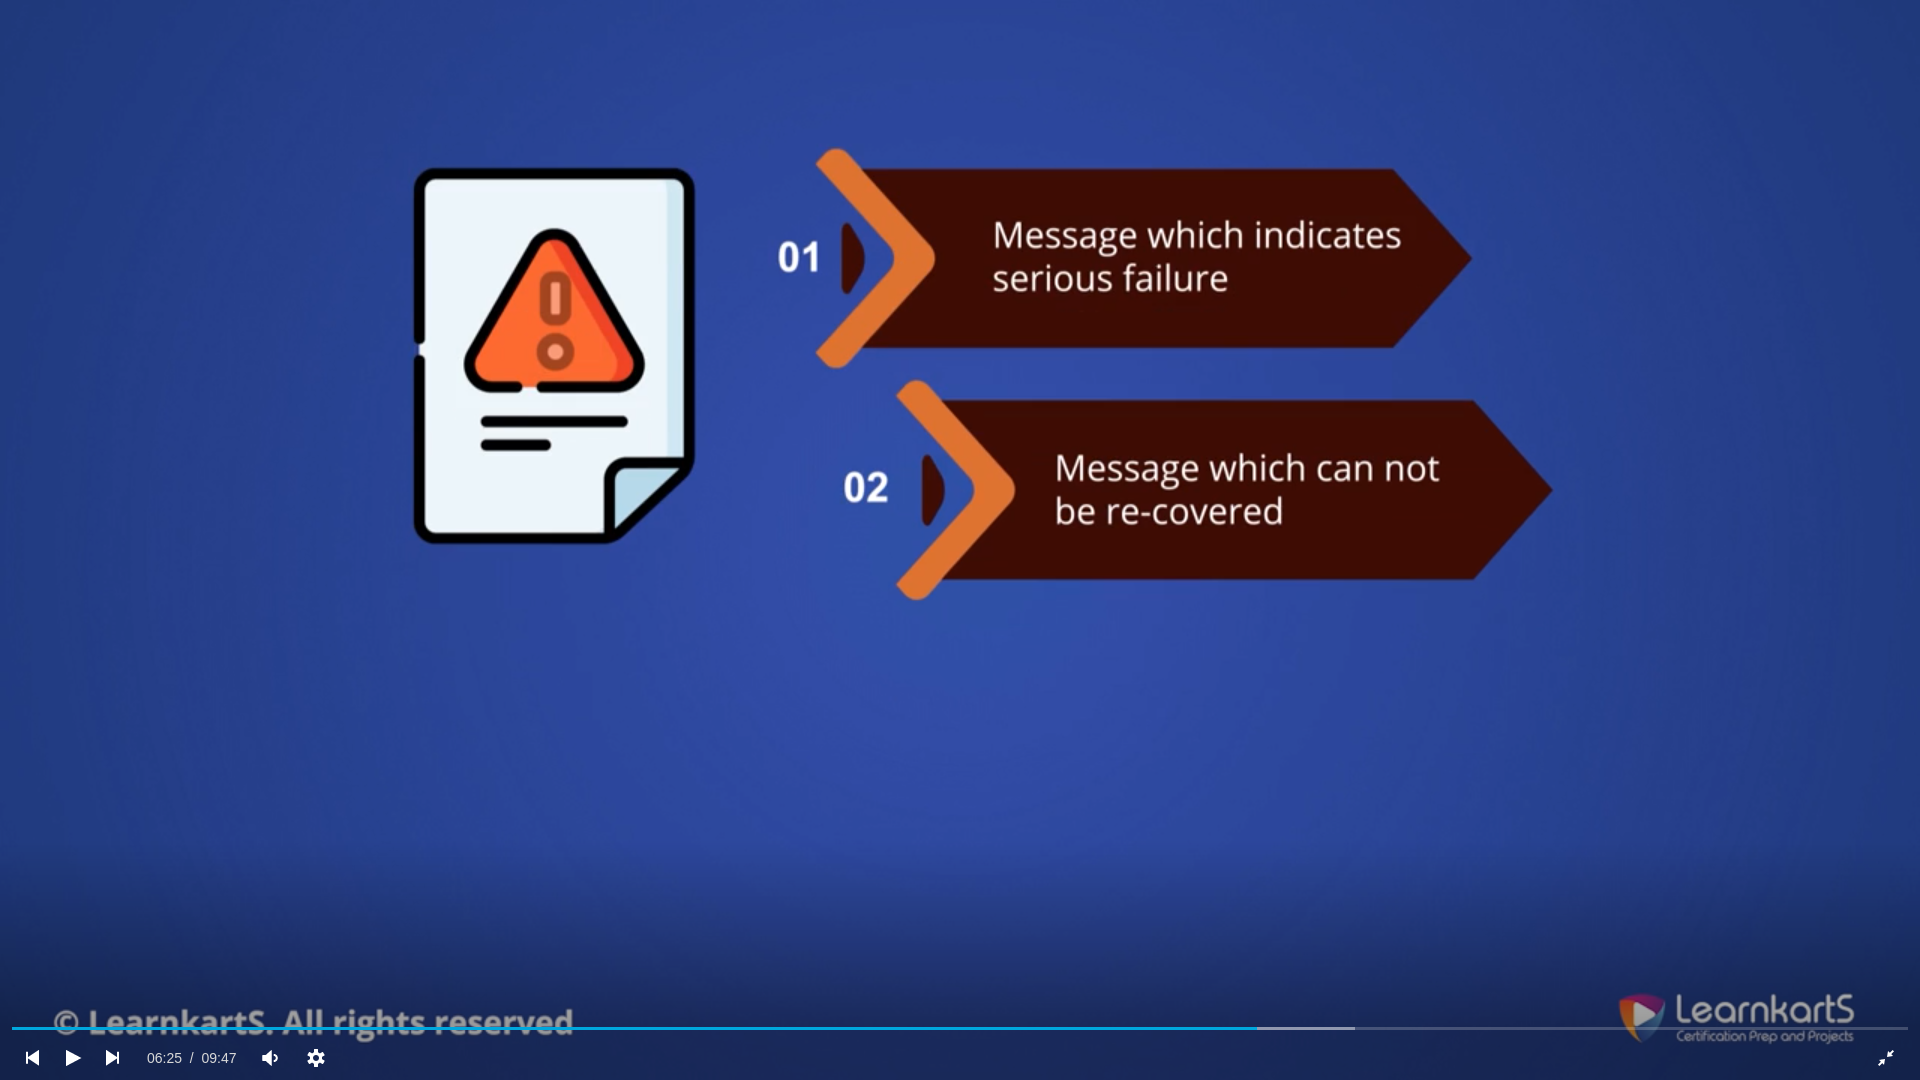 01
Message which indicates
serious failure
02
Message which can not
be re-covered
© LearnkartS. All rights reserved
LearnkartS
Certification Prep and Projects
06:25 / 09:47